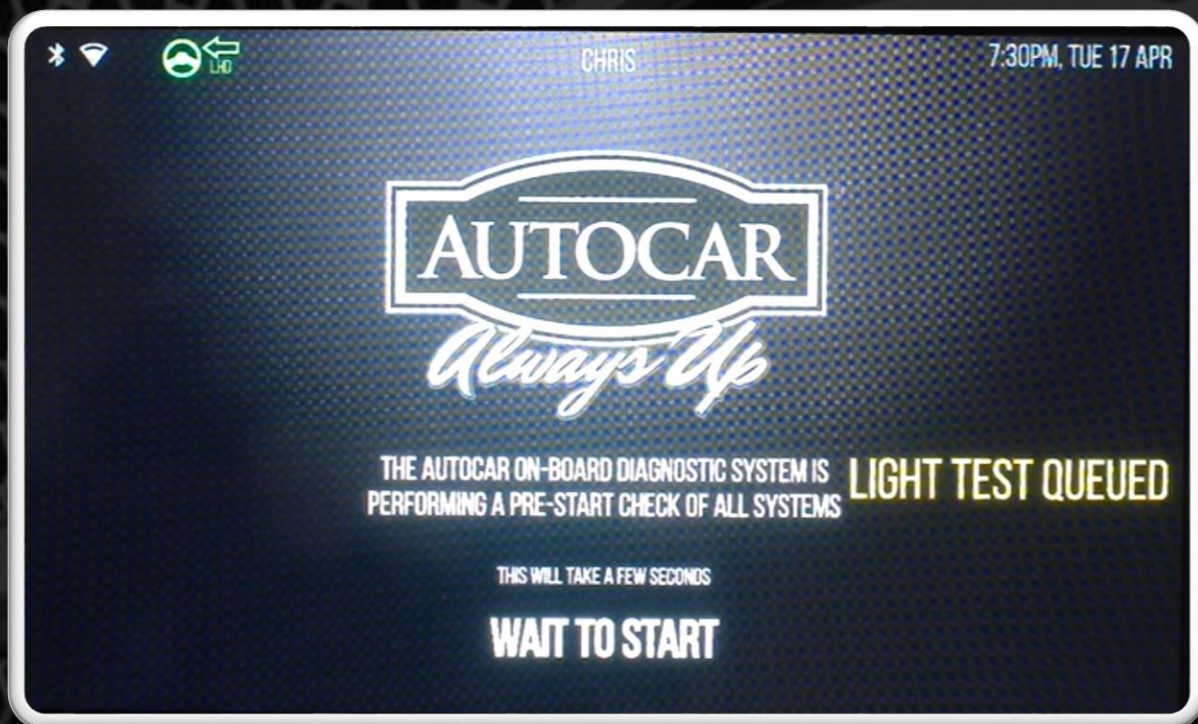 LHD
CHRIS
7:30PM, TUE 17 APR
AUTOCAR
Always Up
THE AUTOCAR ON-BOARD DIAGNOSTIC SYSTEM IS
PERFORMING A PRE-START CHECK OF ALL SYSTEMS
LIGHT TEST QUEUED
THIS WILL TAKE A FEW SECONDS
WAIT TO START